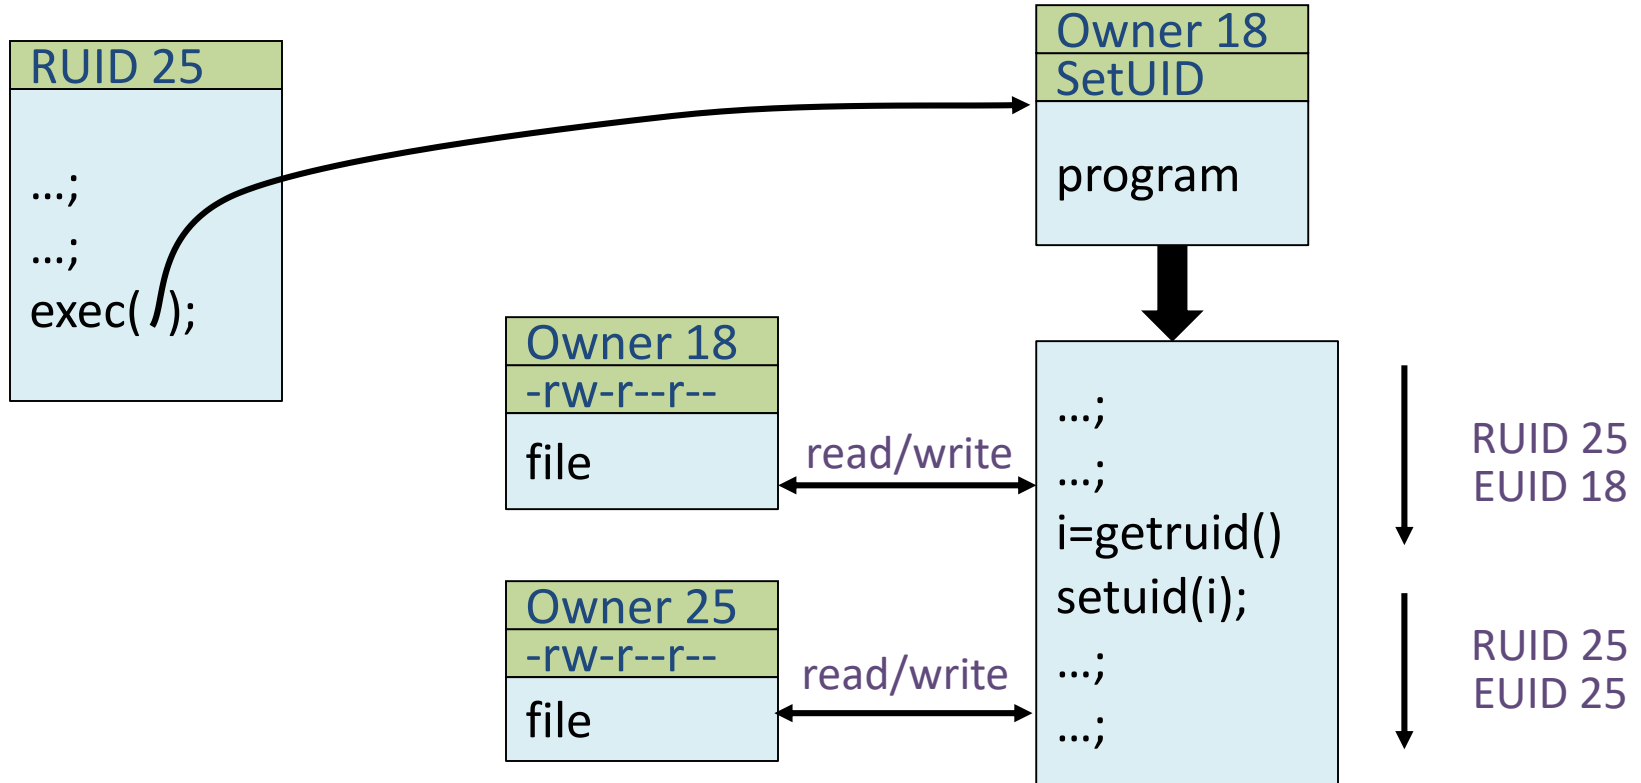 RUID 25
…;
…;
exec( );
Owner 18
SetUID
program
Owner 18
-rw-r--r--
file
read/write
Owner 25
-rw-r--r--
file
read/write
…;
…;
i=getruid()
setuid(i);
…;
…;
RUID 25
EUID 18
RUID 25
EUID 25